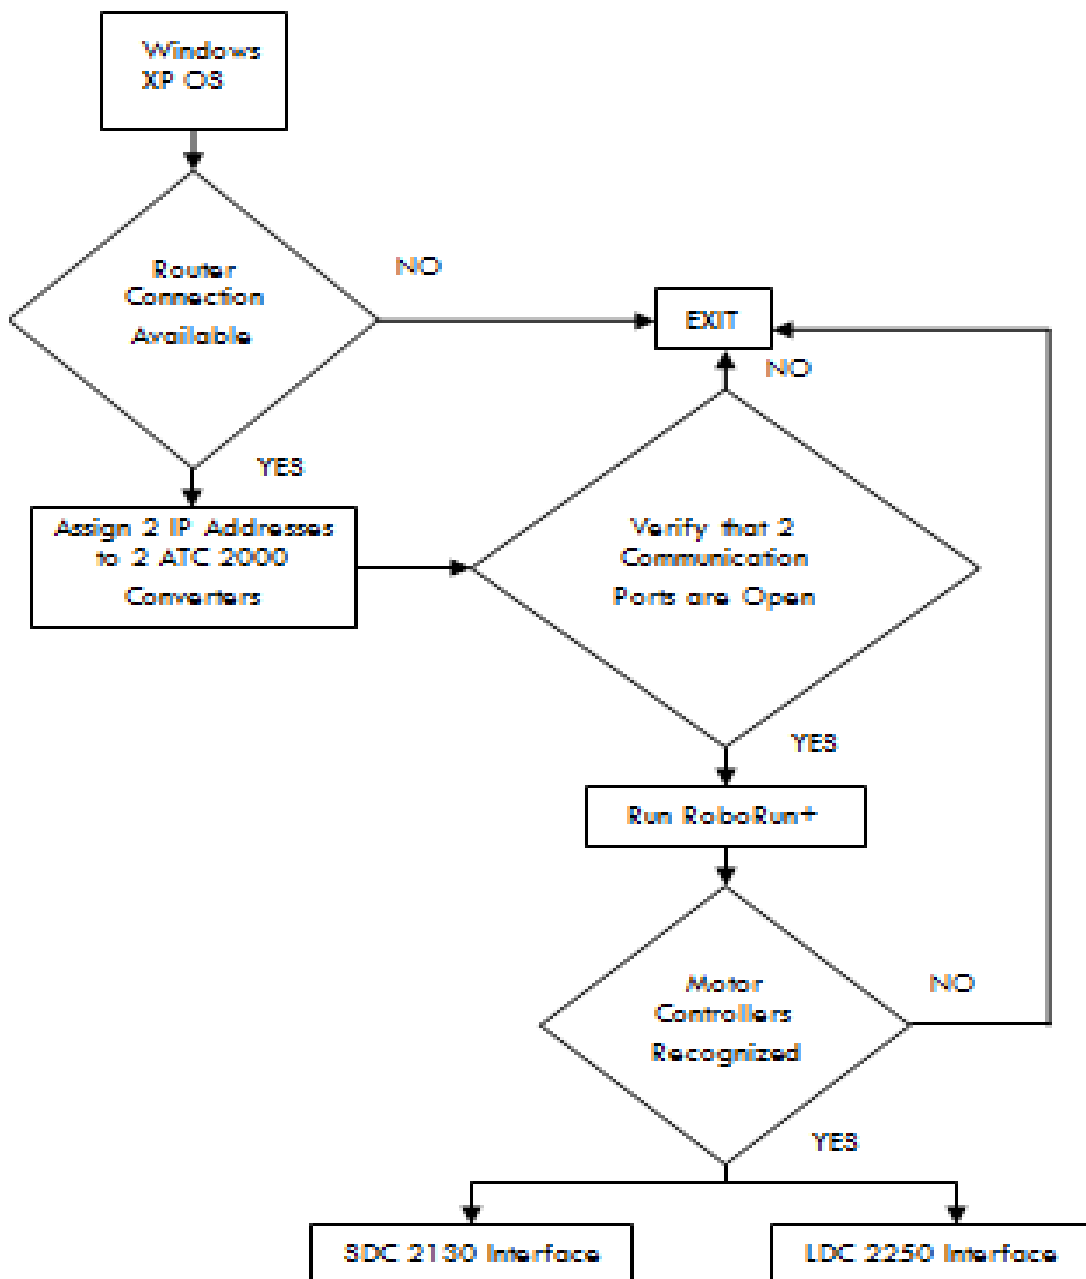 Windows
XP OS
Router
Connection
Available
NO
EXIT
NO
YES
Assign 2 IP Addresses
to 2 ATC 2000
Converters
Verify that 2
Communication
Ports are Open
YES
Run RoboRun+
Motor
Controllers
Recognized
NO
YES
SDC 2130 Interface
LDC 2250 Interface